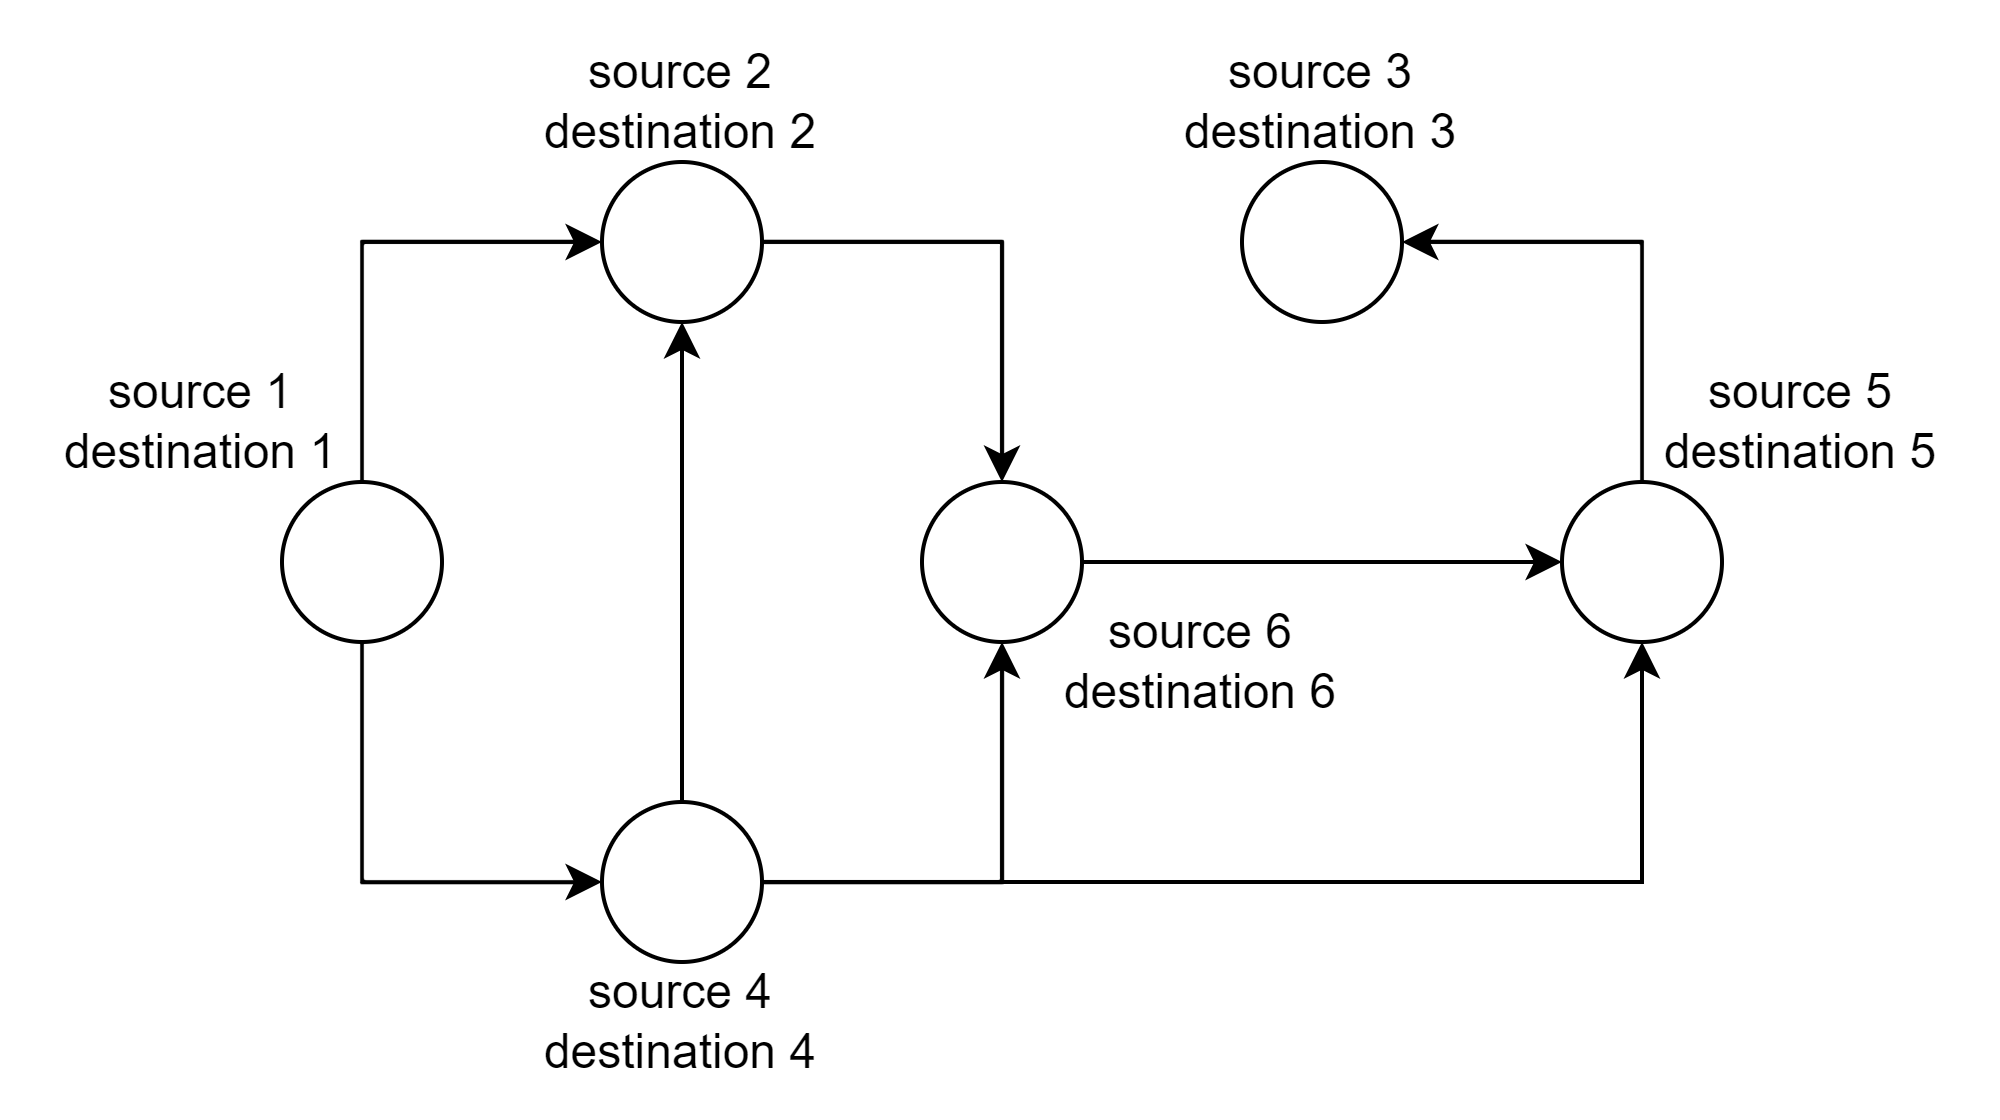 source 2
destination 2
source 3
destination 3
source 1
destination 1
source 5
destination 5
source 6
destination 6
source 4
destination 4